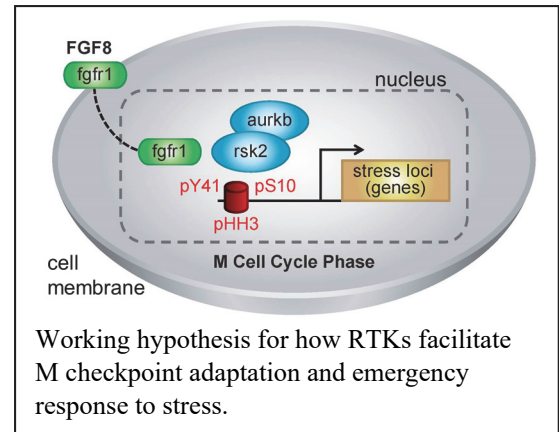 FGF8
fgfr1
nucleus
aurkb
fgfr1
rsk2
stress loci
(genes)
pY41
pS10
pHH3
M Cell Cycle Phase
cell
membrane
Working hypothesis for how RTKs facilitate
M checkpoint adaptation and emergency
response to stress.